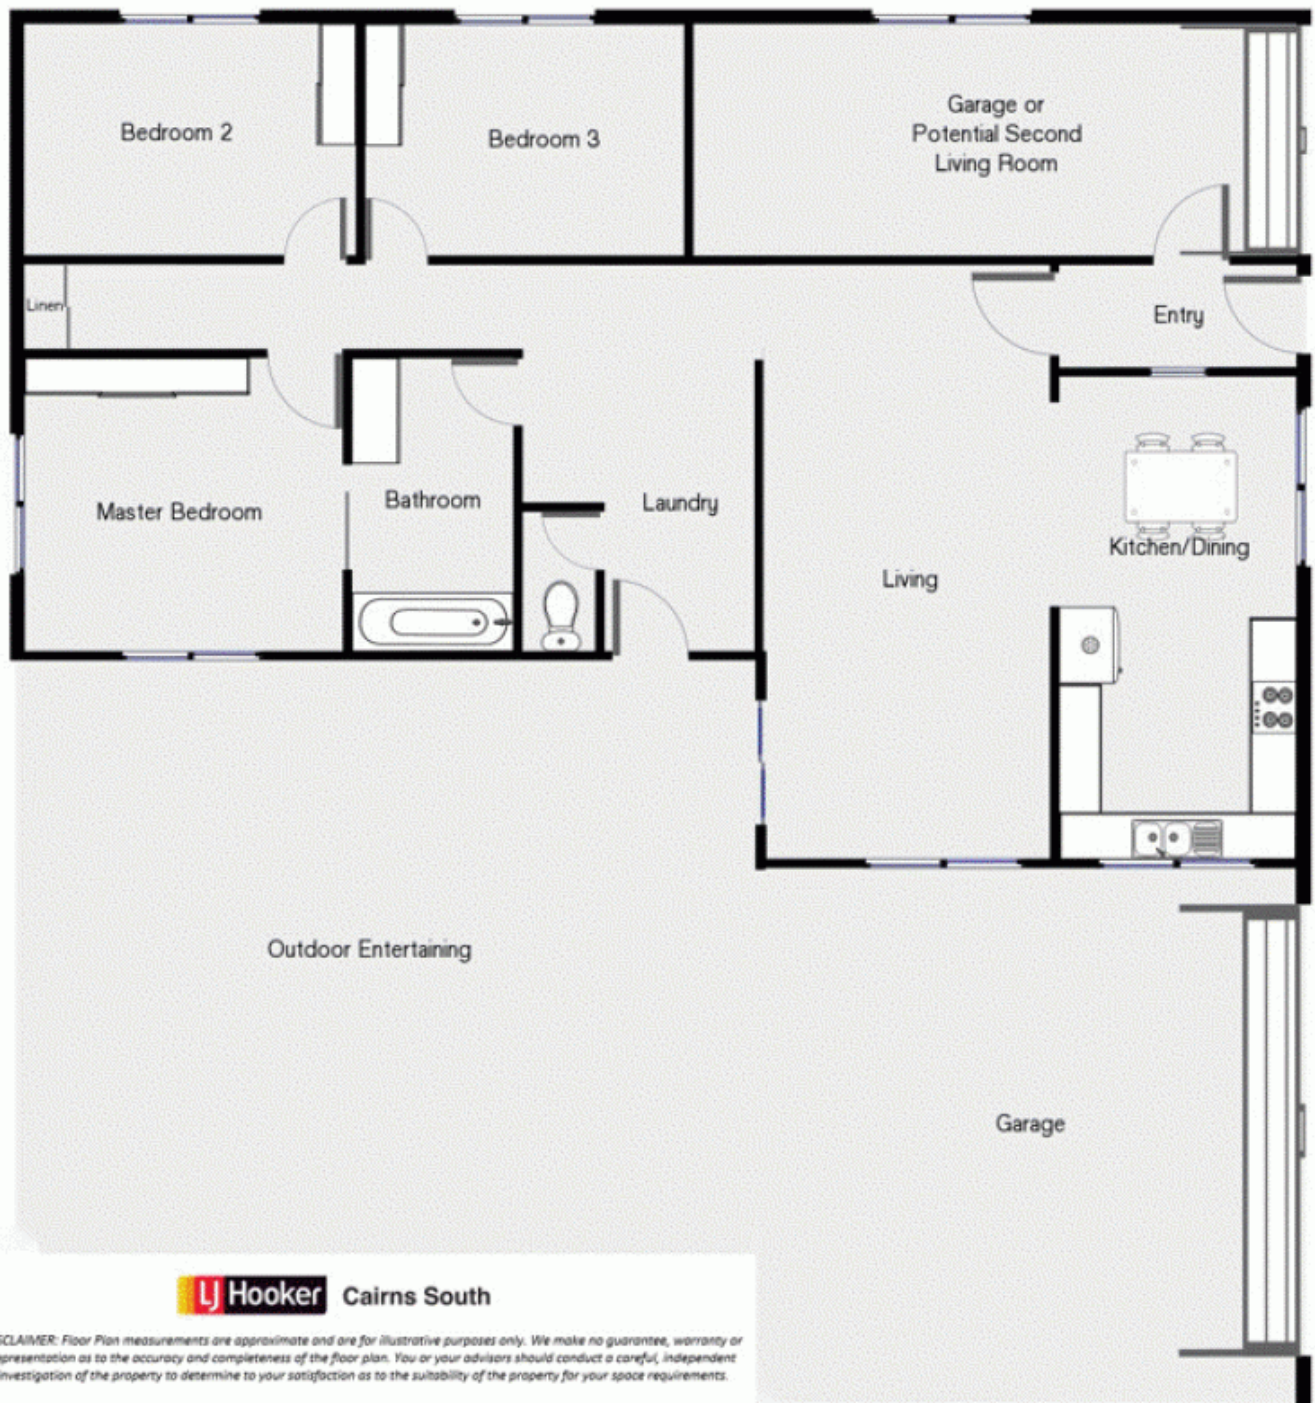 Bedroom 2
Bedroom 3
Garage or
Potential Second
Living Room
Linen
Entry
Master Bedroom
Bathroom
Laundry
Living
Kitchen/Dining
Outdoor Entertaining
Garage
LJ Hooker Cairns South
SCLAIMER: Floor Plan measurements are approximate and are for illustrative purposes only. We make no guarantee, warranty or
presentation as to the accuracy and completeness of the floor plan. You or your advisors should conduct a careful, independent
investigation of the property to determine to your satisfaction as to the suitability of the property for your space requirements.